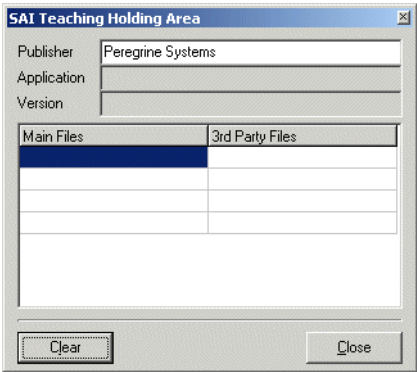 SAI Teaching Holding Area
Publisher Peregrine Systems
Application
Version
Main Files 3rd Party Files
Clear Close